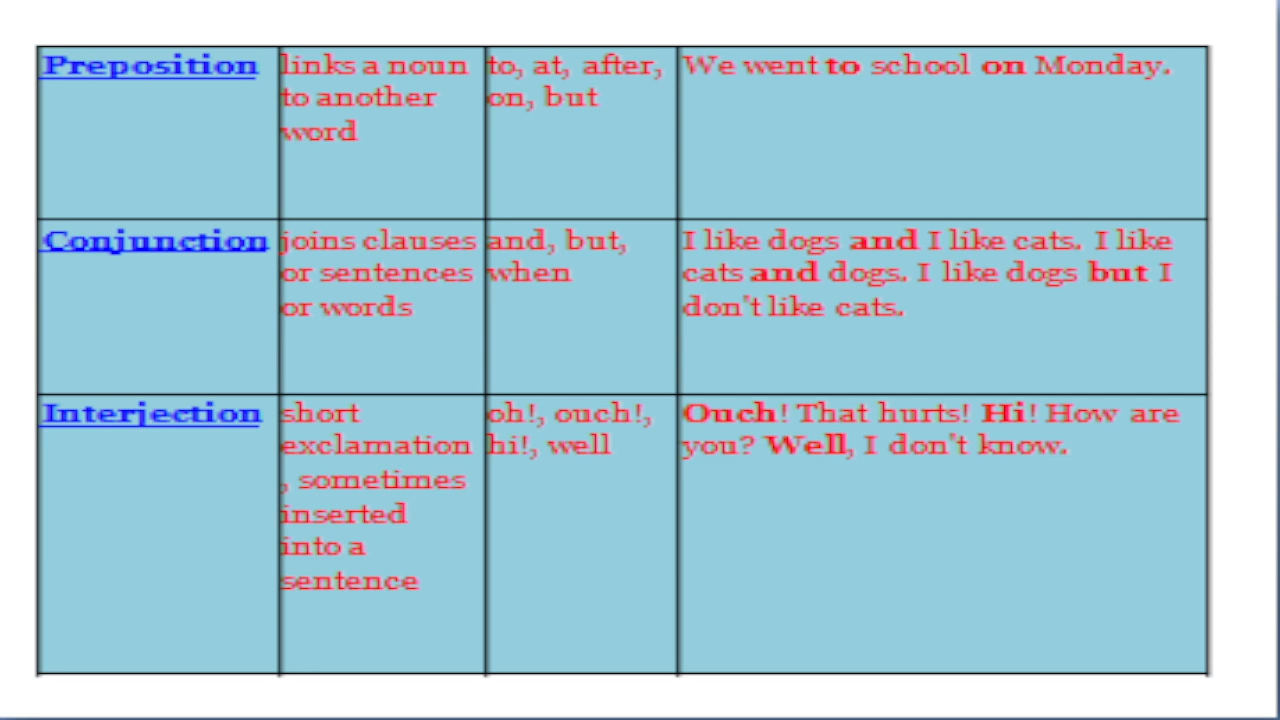 Preposition
links a noun
to another
word
to, at, after,
on, but
We went to school on Monday.
Conjunction
joins clauses
or sentences
or words
and, but,
when
I like dogs and I like cats. I like
cats and dogs. I like dogs but I
don't like cats.
Interjection
short
exclamation
, sometimes
inserted
into a
sentence
oh!, ouch!,
hi!, well
Ouch! That hurts! Hi! How are
you? Well, I don't know.